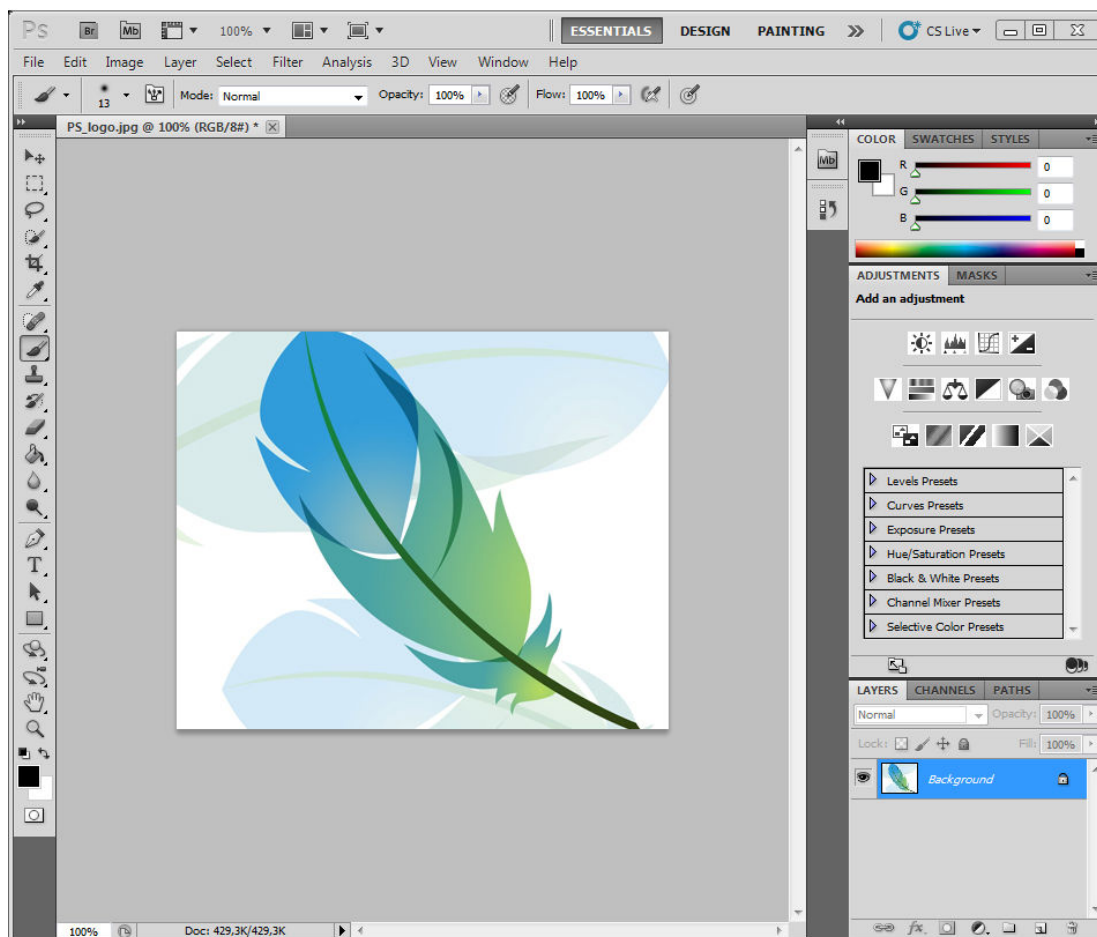 Ps Br Mb 100% ESSENTIALS DESIGN PAINTING CS Live
File Edit Image Layer Select Filter Analysis 3D View Window Help
13 Mode: Normal Opacity: 100% Flow: 100%
PS_logo.jpg @ 100% (RGB/8#) *
Mb
COLOR SWATCHES STYLES
R 0
G 0
B 0
ADJUSTMENTS MASKS
Add an adjustment
Levels Presets
Curves Presets
Exposure Presets
Hue/Saturation Presets
Black & White Presets
Channel Mixer Presets
Selective Color Presets
T
LAYERS CHANNELS PATHS
Normal Opacity: 100%
Lock: Fill: 100%
Background
100% Doc: 429,3K/429,3K
fx.